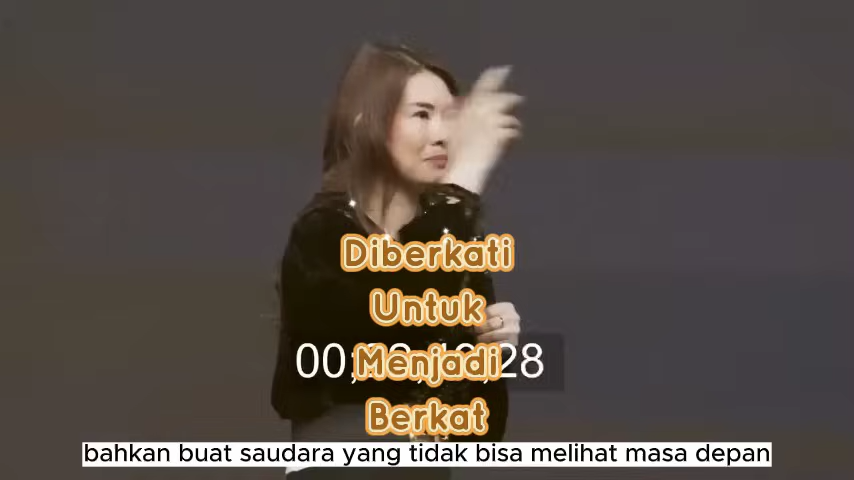 Diberkati
Untuk
Menjadi
Berkat
bahkan buat saudara yang tidak bisa melihat masa depan